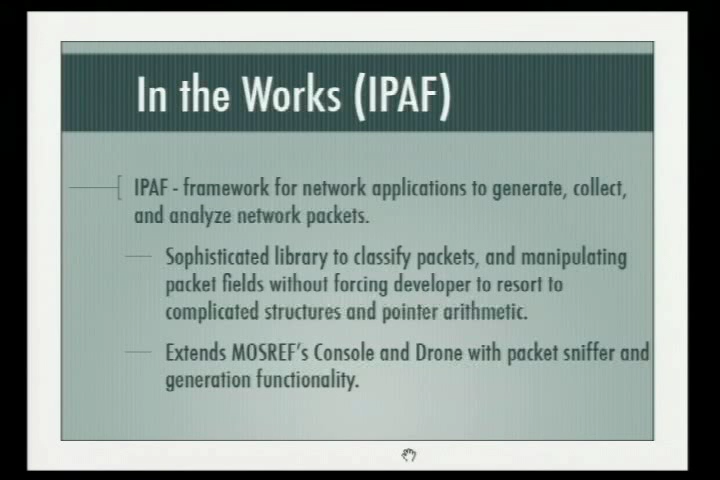 In the Works (IPAF)
IPAF - framework for network applications to generate, collect,
and analyze network packets.
Sophisticated library to classify packets, and manipulating
packet fields without forcing developer to resort to
complicated structures and pointer arithmetic.
Extends MOSREF's Console and Drone with packet sniffer and
generation functionality.